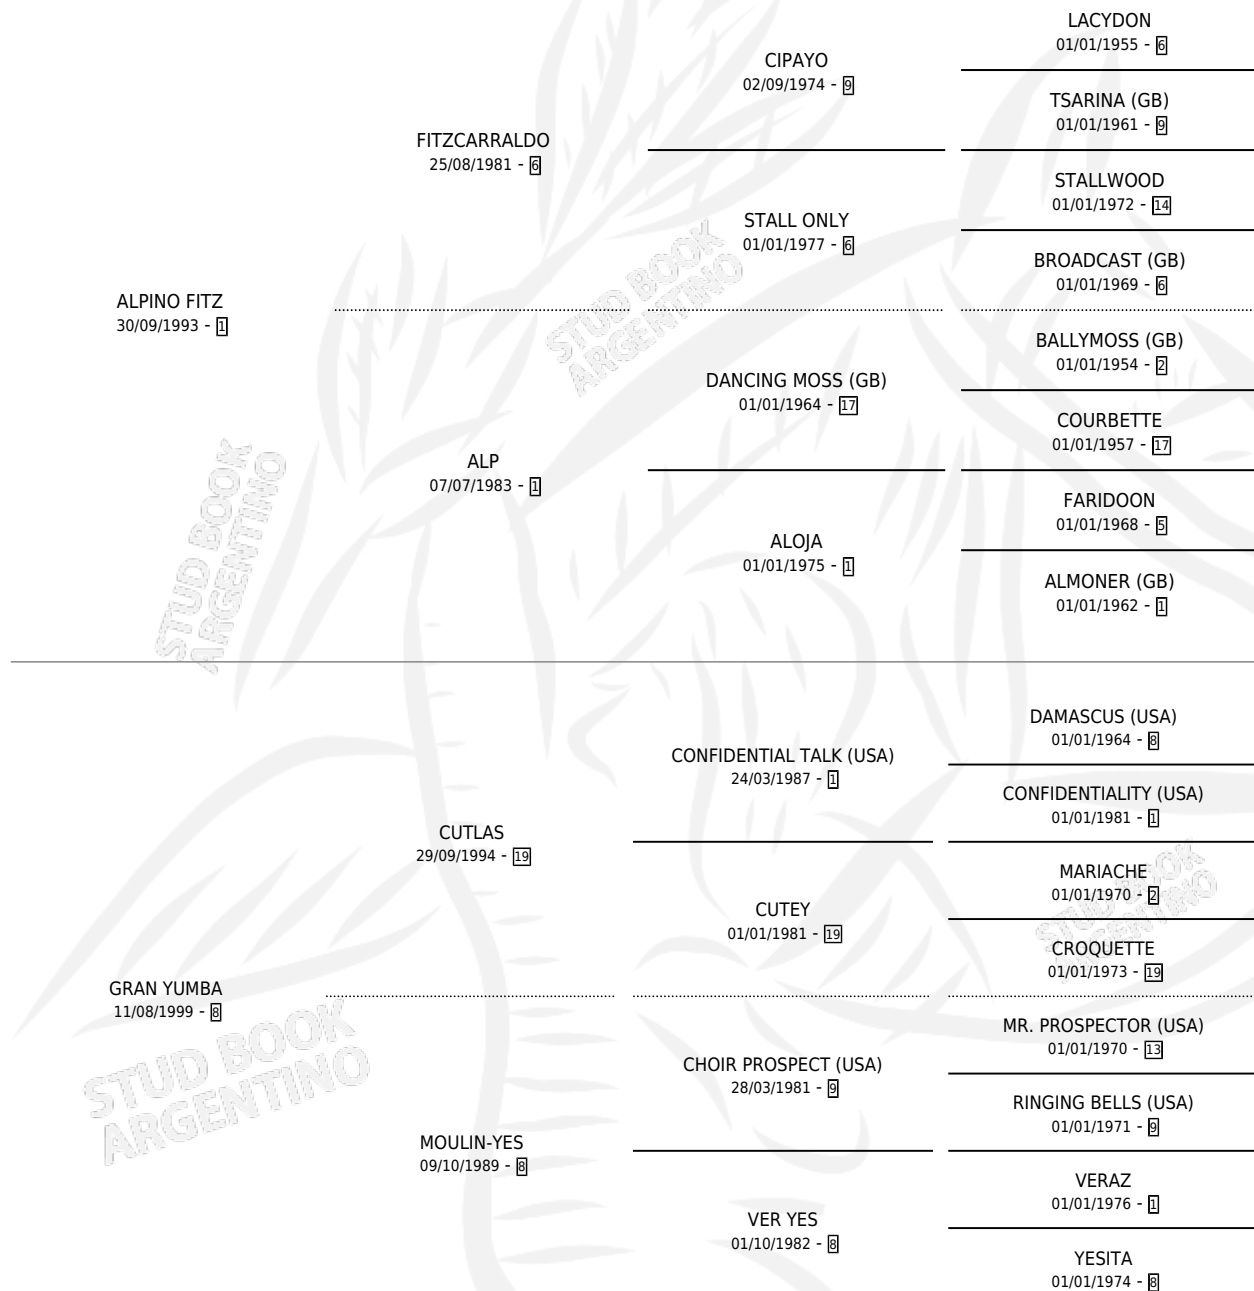 LACYDON
01/01/1955 - 6
CIPAYO
02/09/1974 - 9
TSARINA (GB)
01/01/1961 - 9
FITZCARRALDO
25/08/1981 - 6
STALLWOOD
01/01/1972 - 14
STALL ONLY
01/01/1977 - 6
BROADCAST (GB)
01/01/1969 - 6
ALPINO FITZ
30/09/1993 - 1
STUD BOOK
ARGENTINO
BALLYMOSS (GB)
01/01/1954 - 2
DANCING MOSS (GB)
01/01/1964 - 17
COURBETTE
01/01/1957 - 17
ALP
07/07/1983 - 1
FARIDOON
01/01/1968 - 5
ALOJA
01/01/1975 - 1
ALMONER (GB)
01/01/1962 - 1
STUD BOOK
ARGENTINO
DAMASCUS (USA)
01/01/1964 - 8
CONFIDENTIAL TALK (USA)
24/03/1987 - 1
CONFIDENTIALITY (USA)
01/01/1981 - 1
CUTLAS
29/09/1994 - 19
MARIACHE
01/01/1970 - 2
CUTEY
01/01/1981 - 19
STUD BOOK
ARGENTINO
CROQUETTE
01/01/1973 - 19
GRAN YUMBA
11/08/1999 - 8
STUD BOOK
ARGENTINO
MR. PROSPECTOR (USA)
01/01/1970 - 13
CHOIR PROSPECT (USA)
28/03/1981 - 9
RINGING BELLS (USA)
01/01/1971 - 9
MOULIN-YES
09/10/1989 - 8
VERAZ
01/01/1976 - 1
VER YES
01/10/1982 - 8
YESITA
01/01/1974 - 8